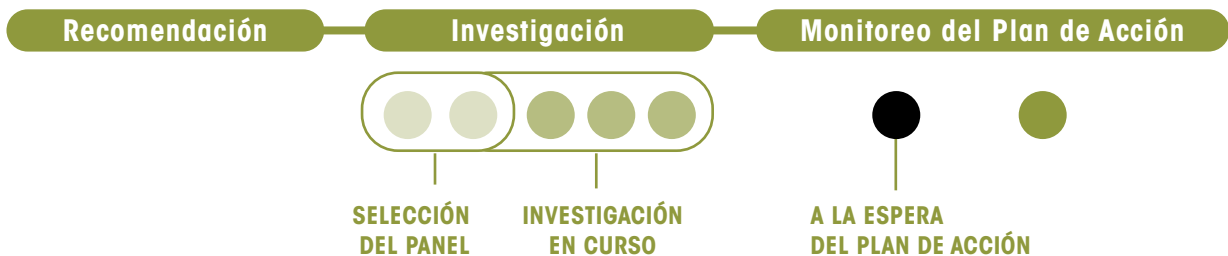 Recomendación
Investigación
Monitoreo del Plan de Acción
SELECCIÓN
DEL PANEL
INVESTIGACIÓN
EN CURSO
A LA ESPERA
DEL PLAN DE ACCIÓN